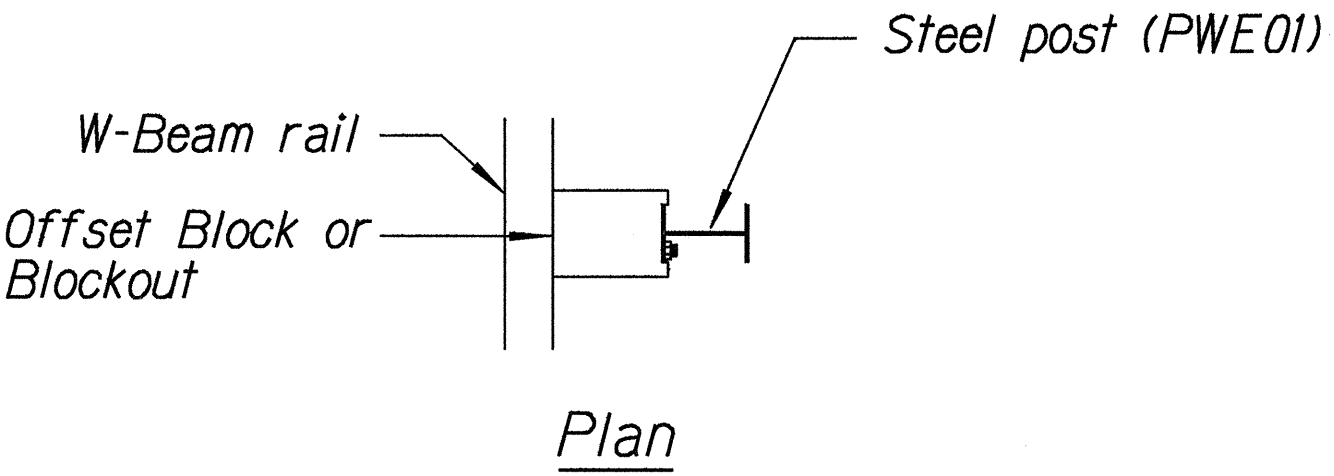 Steel post (PWE01)
W-Beam rail
Offset Block or
Blockout
Plan